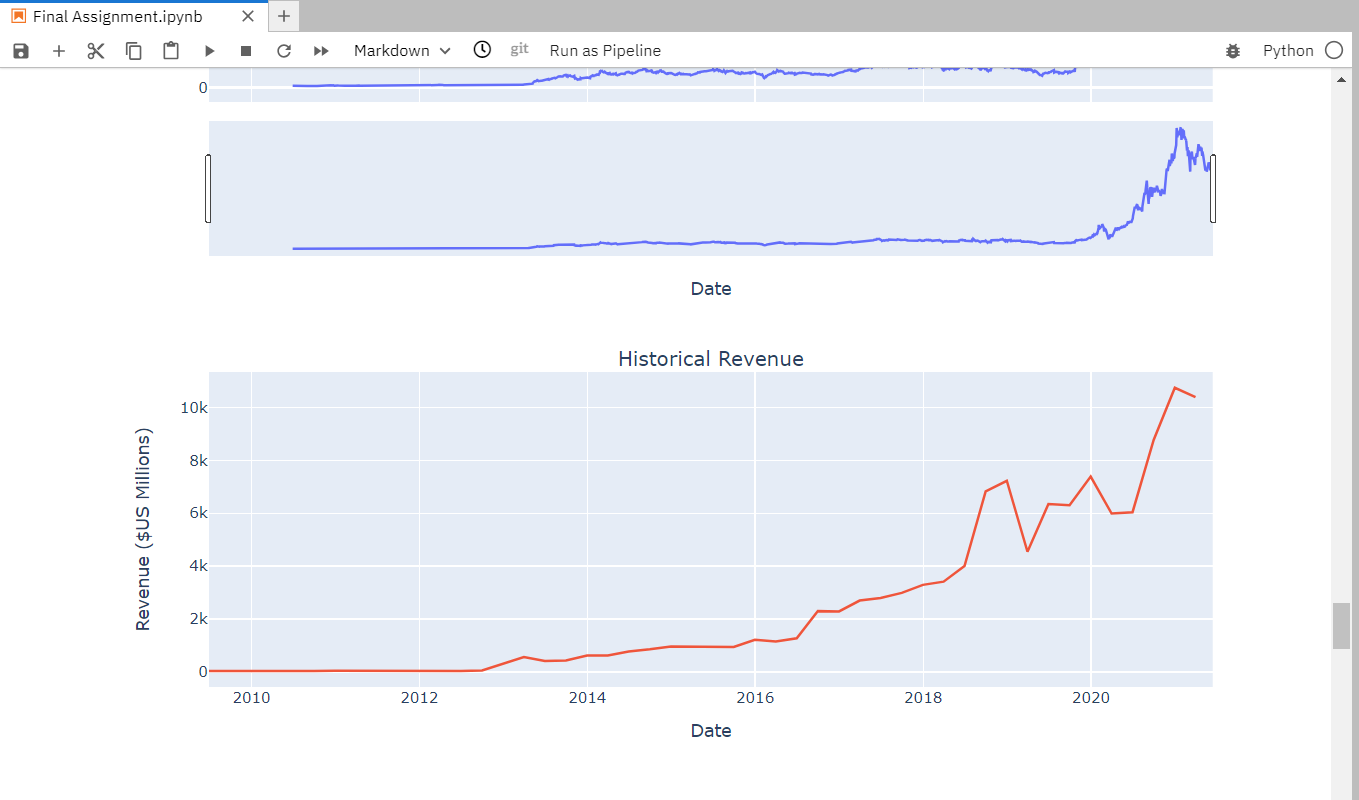 Final Assignment.ipynb
Markdown git Run as Pipeline Python
0
Date
Historical Revenue
Revenue ($US Millions)
10k
8k
6k
4k
2k
0
2010 2012 2014 2016 2018 2020
Date